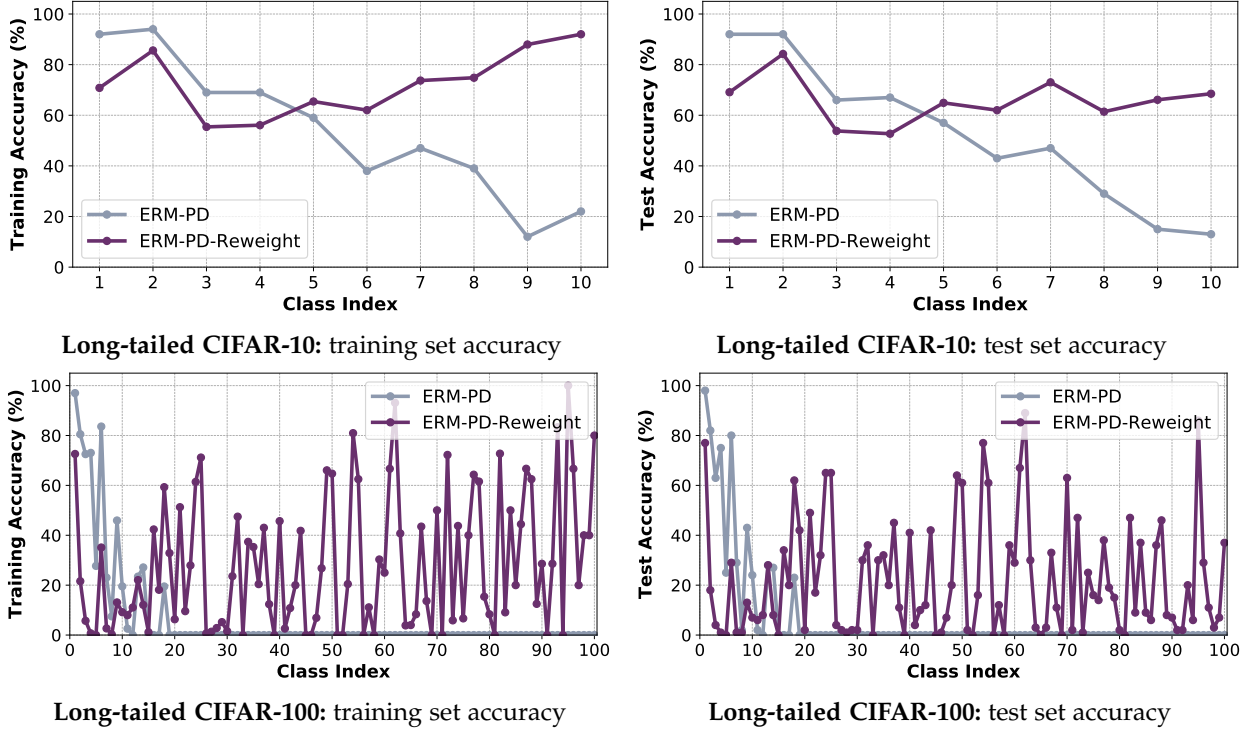 Training Acccuracy (%)
100
80
60
40
20
0
ERM-PD
ERM-PD-Reweight
1 2 3 4 5 6 7 8 9 10
Class Index
Long-tailed CIFAR-10: training set accuracy
Test Acccuracy (%)
100
80
60
40
20
0
ERM-PD
ERM-PD-Reweight
1 2 3 4 5 6 7 8 9 10
Class Index
Long-tailed CIFAR-10: test set accuracy
Training Acccuracy (%)
100
80
60
40
20
0
ERM-PD
ERM-PD-Reweight
0 10 20 30 40 50 60 70 80 90 100
Class Index
Long-tailed CIFAR-100: training set accuracy
Test Acccuracy (%)
100
80
60
40
20
0
ERM-PD
ERM-PD-Reweight
0 10 20 30 40 50 60 70 80 90 100
Class Index
Long-tailed CIFAR-100: test set accuracy